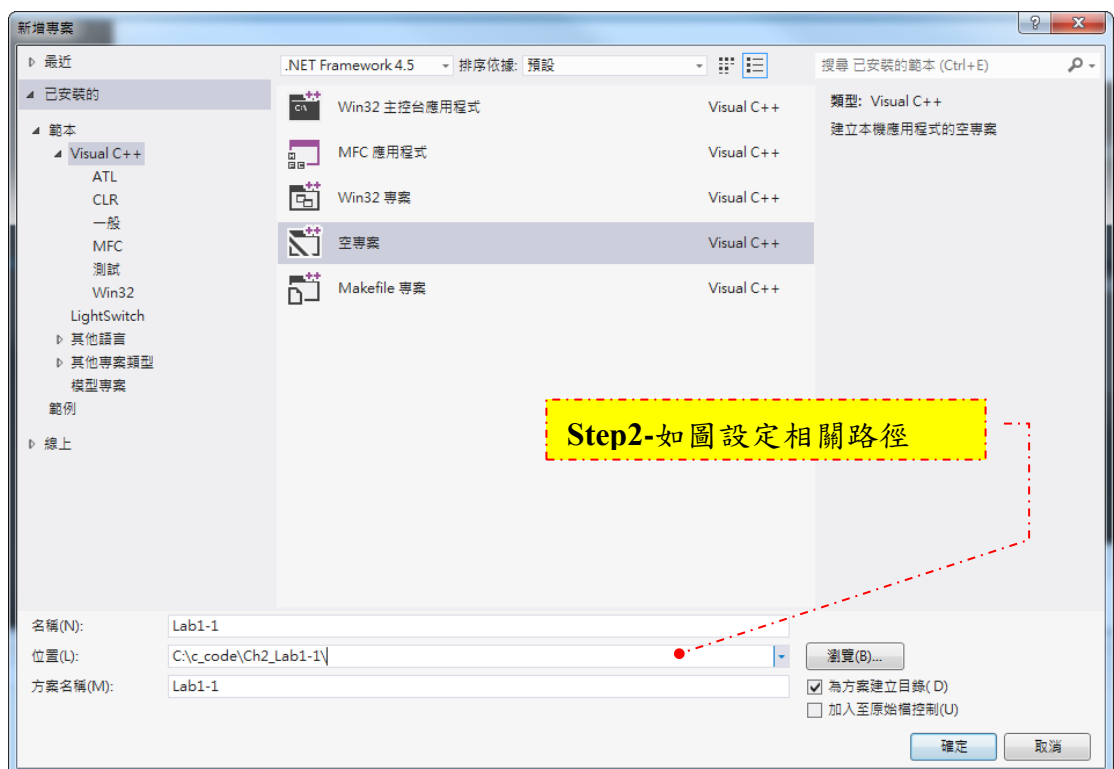 新增專案
最近
.NET Framework 4.5 排序依據: 預設
搜尋 已安裝的範本 (Ctrl+E)
已安裝的
範本
Visual C++
ATL
CLR
一般
MFC
測試
Win32
LightSwitch
其他語言
其他專案類型
模型專案
範例
線上
Win32 主控台應用程式 Visual C++
MFC 應用程式 Visual C++
Win32 專案 Visual C++
空專案 Visual C++
Makefile 專案 Visual C++
類型: Visual C++
建立本機應用程式的空專案
Step2-如圖設定相關路徑
名稱(N): Lab1-1
位置(L): C:\c_code\Ch2_Lab1-1\ 瀏覽(B)...
方案名稱(M): Lab1-1 為方案建立目錄(D)
加入至原始檔控制(U)
確定 取消